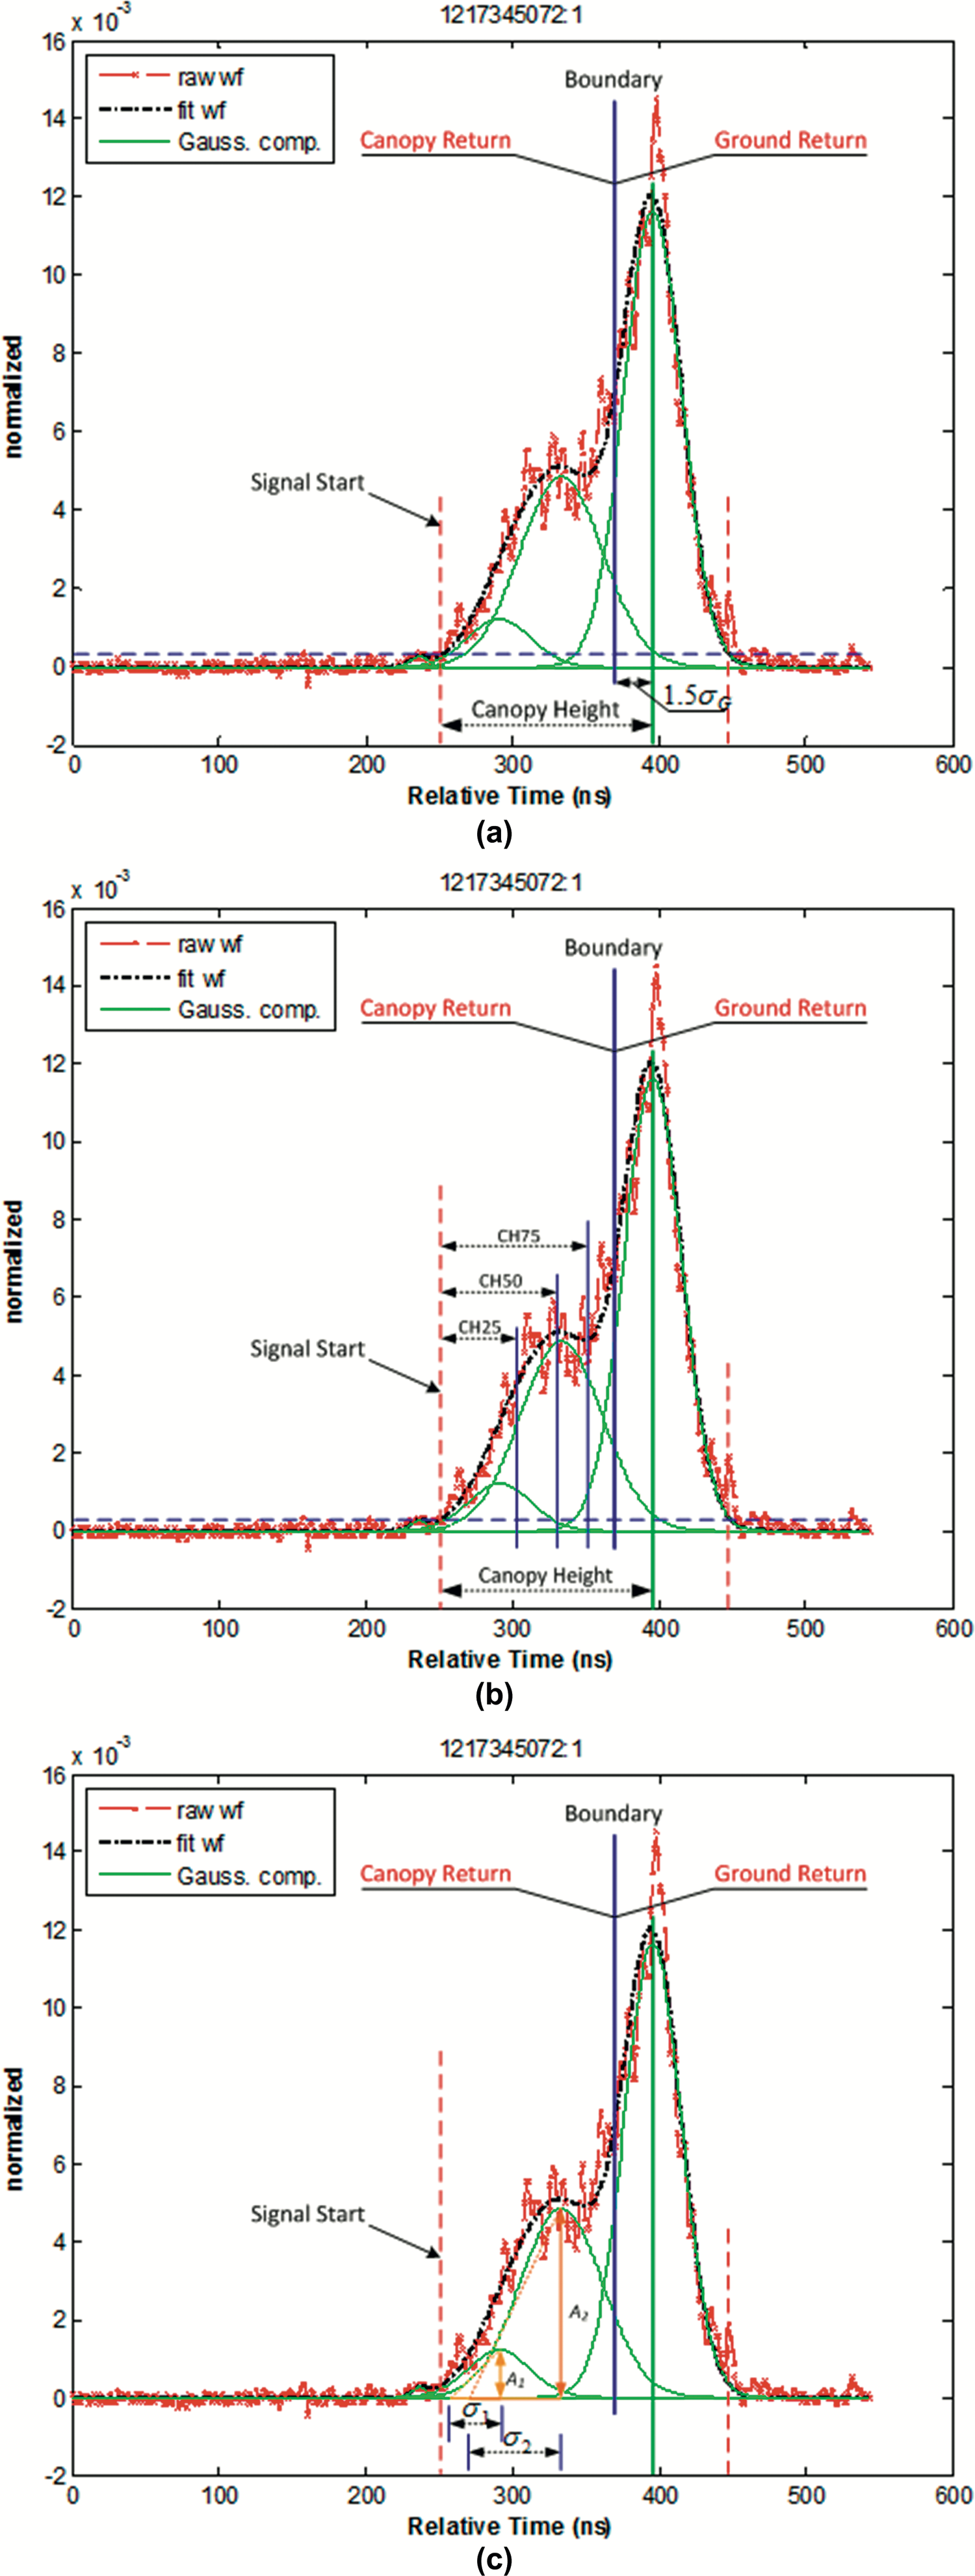 x 10⁻³
1217345072:1
16
14
12
10
8
6
4
2
0
-2
normalized
raw wf
fit wf
Gauss. comp.
Boundary
Canopy Return
Ground Return
Signal Start
1.5σG
Canopy Height
0 100 200 300 400 500 600
Relative Time (ns)
(a)
x 10⁻³
1217345072:1
16
14
12
10
8
6
4
2
0
-2
normalized
raw wf
fit wf
Gauss. comp.
Boundary
Canopy Return
Ground Return
CH75
CH50
CH25
Signal Start
Canopy Height
0 100 200 300 400 500 600
Relative Time (ns)
(b)
x 10⁻³
1217345072:1
16
14
12
10
8
6
4
2
0
-2
normalized
raw wf
fit wf
Gauss. comp.
Boundary
Canopy Return
Ground Return
Signal Start
A₂
A₁
σ₁
σ₂
0 100 200 300 400 500 600
Relative Time (ns)
(c)